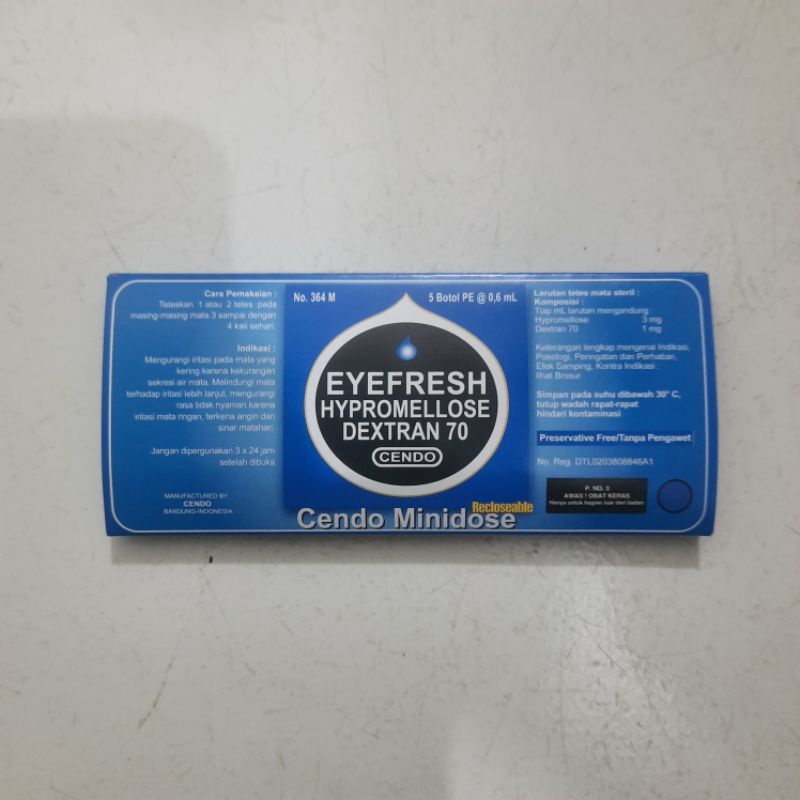 Cara Pemakaian :
Teteskan 1 atau 2 tetes pada
masing-masing mata 3 sampai dengan
4 kali sehari.
Indikasi :
Mengurangi iritasi pada mata yang
kering karena kekurangan
sekresi air mata. Melindungi mata
terhadap iritasi lebih lanjut, mengurangi
rasa tidak nyaman karena
iritasi mata ringan, terkena angin dan
sinar matahari.
Jangan dipergunakan 3 x 24 jam
setelah dibuka
MANUFACTURED BY
CENDO
BANDUNG-INDONESIA
No. 364 M
5 Botol PE @ 0,6 mL
EYEFRESH
HYPROMELLOSE
DEXTRAN 70
CENDO
Recloseable
Cendo Minidose
Larutan tetes mata steril :
Komposisi :
Tiap mL larutan mengandung :
Hypromellose 3 mg
Dextran 70 1 mg
Keterangan lengkap mengenai Indikasi,
Posologi, Peringatan dan Perhatian,
Efek Samping, Kontra Indikasi :
lihat Brosur
Simpan pada suhu dibawah 30° C,
tutup wadah rapat-rapat
hindari kontaminasi
Preservative Free/Tanpa Pengawet
No. Reg. DTL0203808846A1
P. NO. 3
AWAS ! OBAT KERAS
Hanya untuk bagian luar dari badan